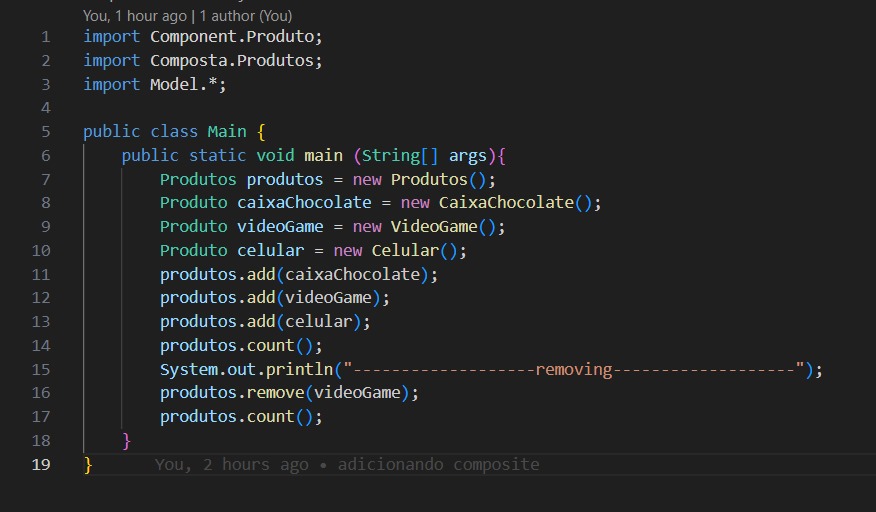 You, 1 hour ago | 1 author (You)
1 import Component.Produto;
2 import Composta.Produtos;
3 import Model.*;
4
5 public class Main {
6     public static void main (String[] args){
7         Produtos produtos = new Produtos();
8         Produto caixaChocolate = new CaixaChocolate();
9         Produto videoGame = new VideoGame();
10         Produto celular = new Celular();
11         produtos.add(caixaChocolate);
12         produtos.add(videoGame);
13         produtos.add(celular);
14         produtos.count();
15         System.out.println("-------------------removing-------------------");
16         produtos.remove(videoGame);
17         produtos.count();
18     }
19 }     You, 2 hours ago • adicionando composite